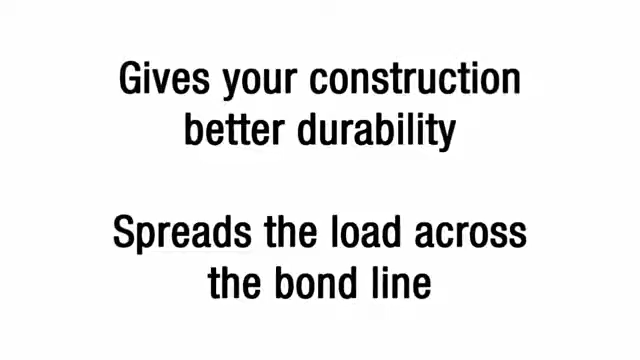 Gives your construction
better durability
Spreads the load across
the bond line